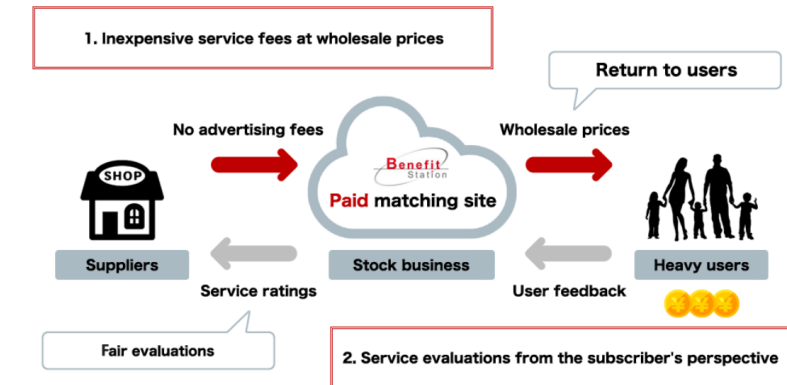 1. Inexpensive service fees at wholesale prices
Return to users
No advertising fees
Wholesale prices
SHOP
Benefit
Station
Paid matching site
Suppliers
Stock business
Heavy users
Service ratings
User feedback
¥¥¥
Fair evaluations
2. Service evaluations from the subscriber's perspective